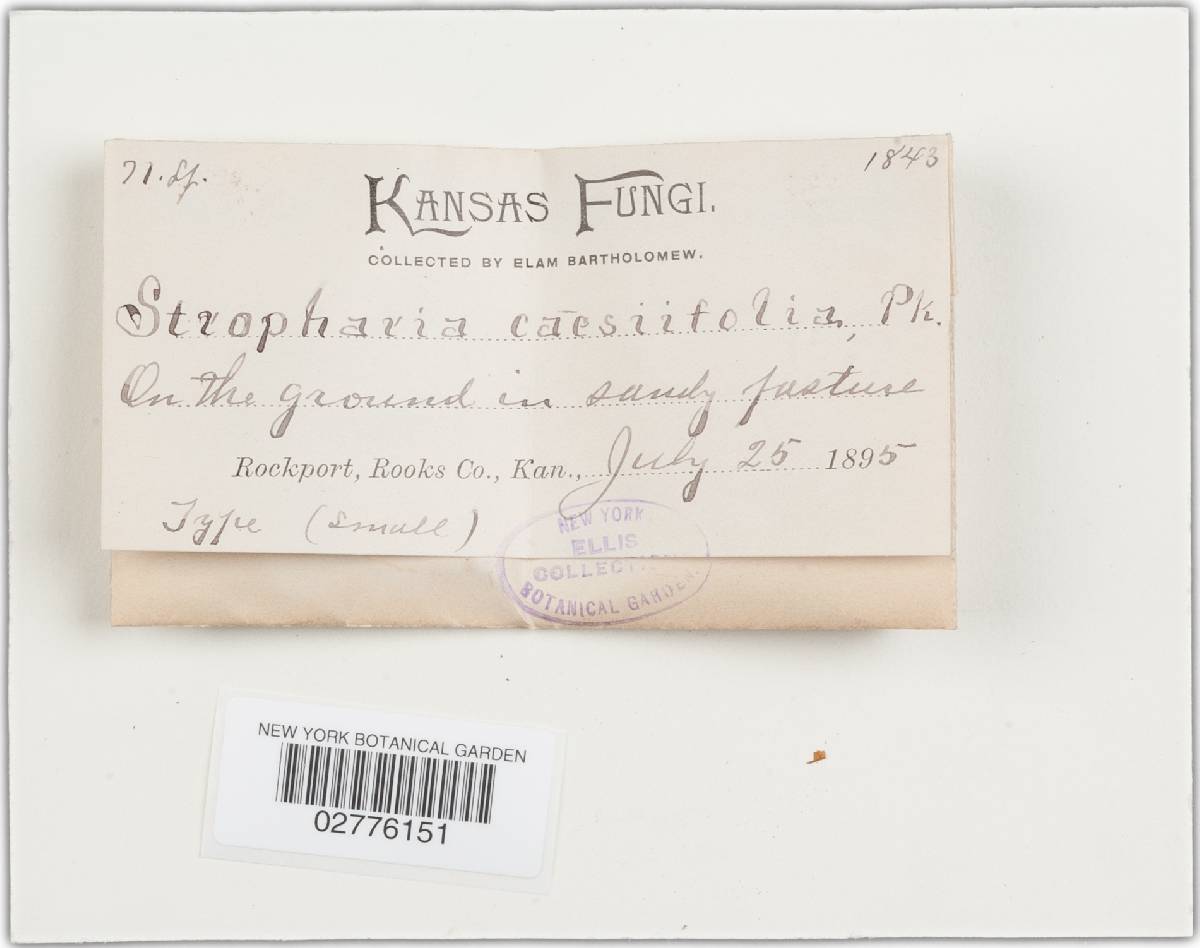 n. sp.
1843
KANSAS FUNGI.
COLLECTED BY ELAM BARTHOLOMEW.
Stropharia caesiifolia, Pk.
On the ground in sandy pasture
Rockport, Rooks Co., Kan., July 25 1895
Type (small)
NEW YORK
ELLIS
COLLECTION
BOTANICAL GARDEN.
NEW YORK BOTANICAL GARDEN
02776151